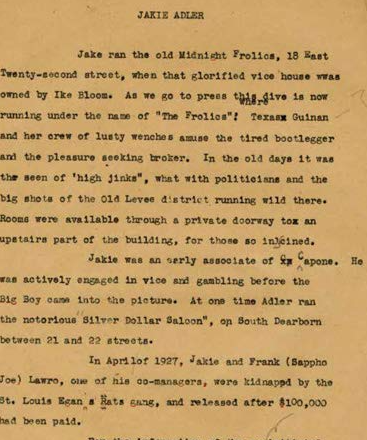 JAKIE ADLER
Jake ran the old Midnight Frolics, 18 East
Twenty-second street, when that glorified vice house wwas
owned by Ike Bloom. As we go to press this dive is now
where
running under the name of "The Frolics"! Texasx Guinan
and her crew of lusty wenches amuse the tired bootlegger
and the pleasure seeking broker. In the old days it was
the seen of 'high jinks", what with politicians and the
big shots of the Old Levee district running wild there.
Rooms were available through a private doorway tox an
upstairs part of the building, for those so injoined.
Jakie was an early associate of Capone. He
was actively engaged in vice and gambling before the
Big Boy came into the picture. At one time Adler ran
the notorious "Silver Dollar Saloon", on South Dearborn
between 21 and 22 streets.
In Aprilof 1927, Jakie and Frank (Sappho
Joe) Lawro, one of his co-managers, were kidnapped by the
St. Louis Egan s Rats gang, and released after $100,000
had been paid.